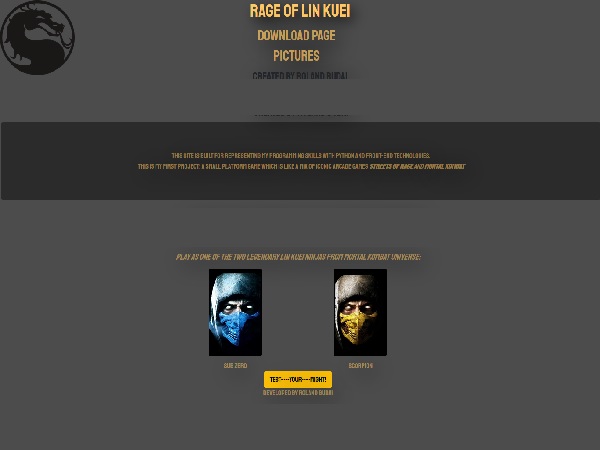 RAGE OF LIN KUEI
DOWNLOAD PAGE
PICTURES
CREATED BY ROLAND BUDAI
THIS SITE IS BUILT FOR REPRESENTING MY PROGRAMMING SKILLS WITH PYTHON AND FRONT-END TECHNOLOGIES.
THIS IS MY FIRST PROJECT: A SMALL PLATFORM GAME WHICH IS LIKE A MIX OF ICONIC ARCADE GAMES: STREETS OF RAGE AND MORTAL KOMBAT
PLAY AS ONE OF THE TWO LEGENDARY LIN KUEI NINJAS FROM MORTAL KOMBAT UNIVERSE:
SUB ZERO
SCORPION
TEST----YOUR----MIGHT!
DEVELOPED BY ROLAND BUDAI